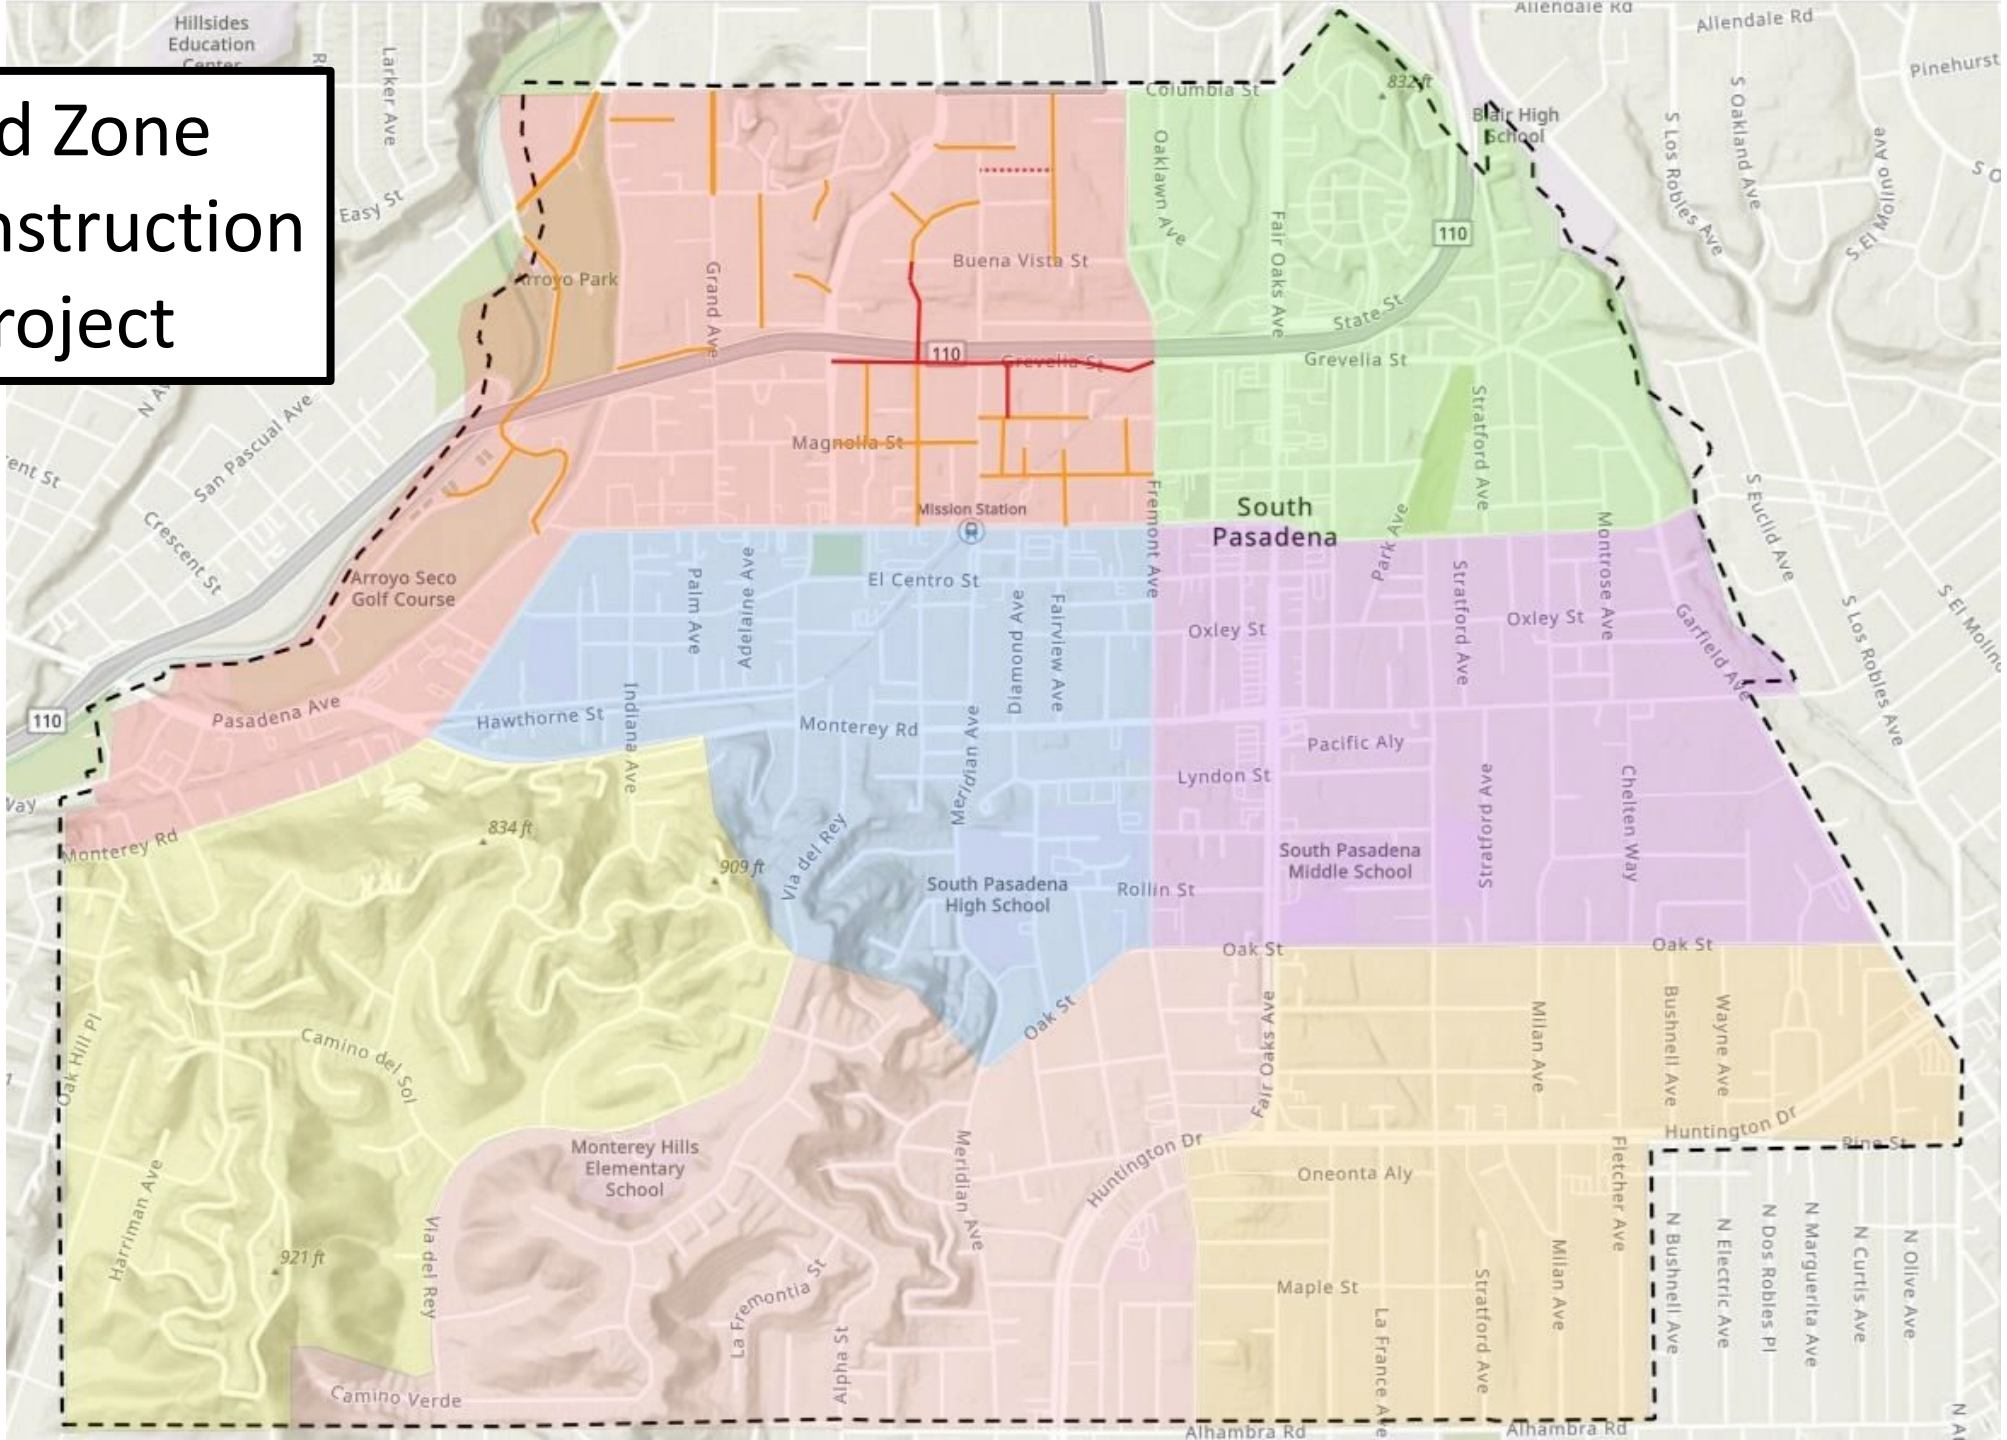 Hillsides
Education
Center
d Zone
nstruction
roject
Larker Ave
Easy St
N A
San Pascual Ave
Crescent St
ent St
Allendale Rd
Allendale Rd
Pinehurst
Columbia St
832 ft
Blair High
School
S Los Robles Ave
S Oakland Ave
S El Molino Ave
S O
Oaklawn Ave
Fair Oaks Ave
110
Arroyo Park
Grand Ave
Buena Vista St
State St
110
Grevelia St
Grevelia St
Magnolia St
Stratford Ave
Mission Station
Fremont Ave
South
Pasadena
Park Ave
Montrose Ave
S Euclid Ave
Arroyo Seco
Golf Course
Palm Ave
Adelaine Ave
El Centro St
Diamond Ave
Fairview Ave
Oxley St
Stratford Ave
Oxley St
Garfield Ave
S Los Robles Ave
S El Molino
110
Pasadena Ave
Hawthorne St
Indiana Ave
Monterey Rd
Meridian Ave
Pacific Aly
Lyndon St
Stratford Ave
Chelten Way
Way
Monterey Rd
834 ft
909 ft
Via del Rey
South Pasadena
High School
Rollin St
South Pasadena
Middle School
Oak St
Oak St
Oak St
Oak Hill Pl
Camino del Sol
Fair Oaks Ave
Milan Ave
Bushnell Ave
Wayne Ave
Huntington Dr
Pine St
Monterey Hills
Elementary
School
Meridian Ave
Huntington Dr
Oneonta Aly
Fletcher Ave
Harriman Ave
921 ft
Via del Rey
La Fremontia St
Alpha St
Maple St
La France Ave
Stratford Ave
Milan Ave
N Bushnell Ave
N Electric Ave
N Dos Robles Pl
N Marguerita Ave
N Curtis Ave
N Olive Ave
Camino Verde
Alhambra Rd
Alhambra Rd
N A